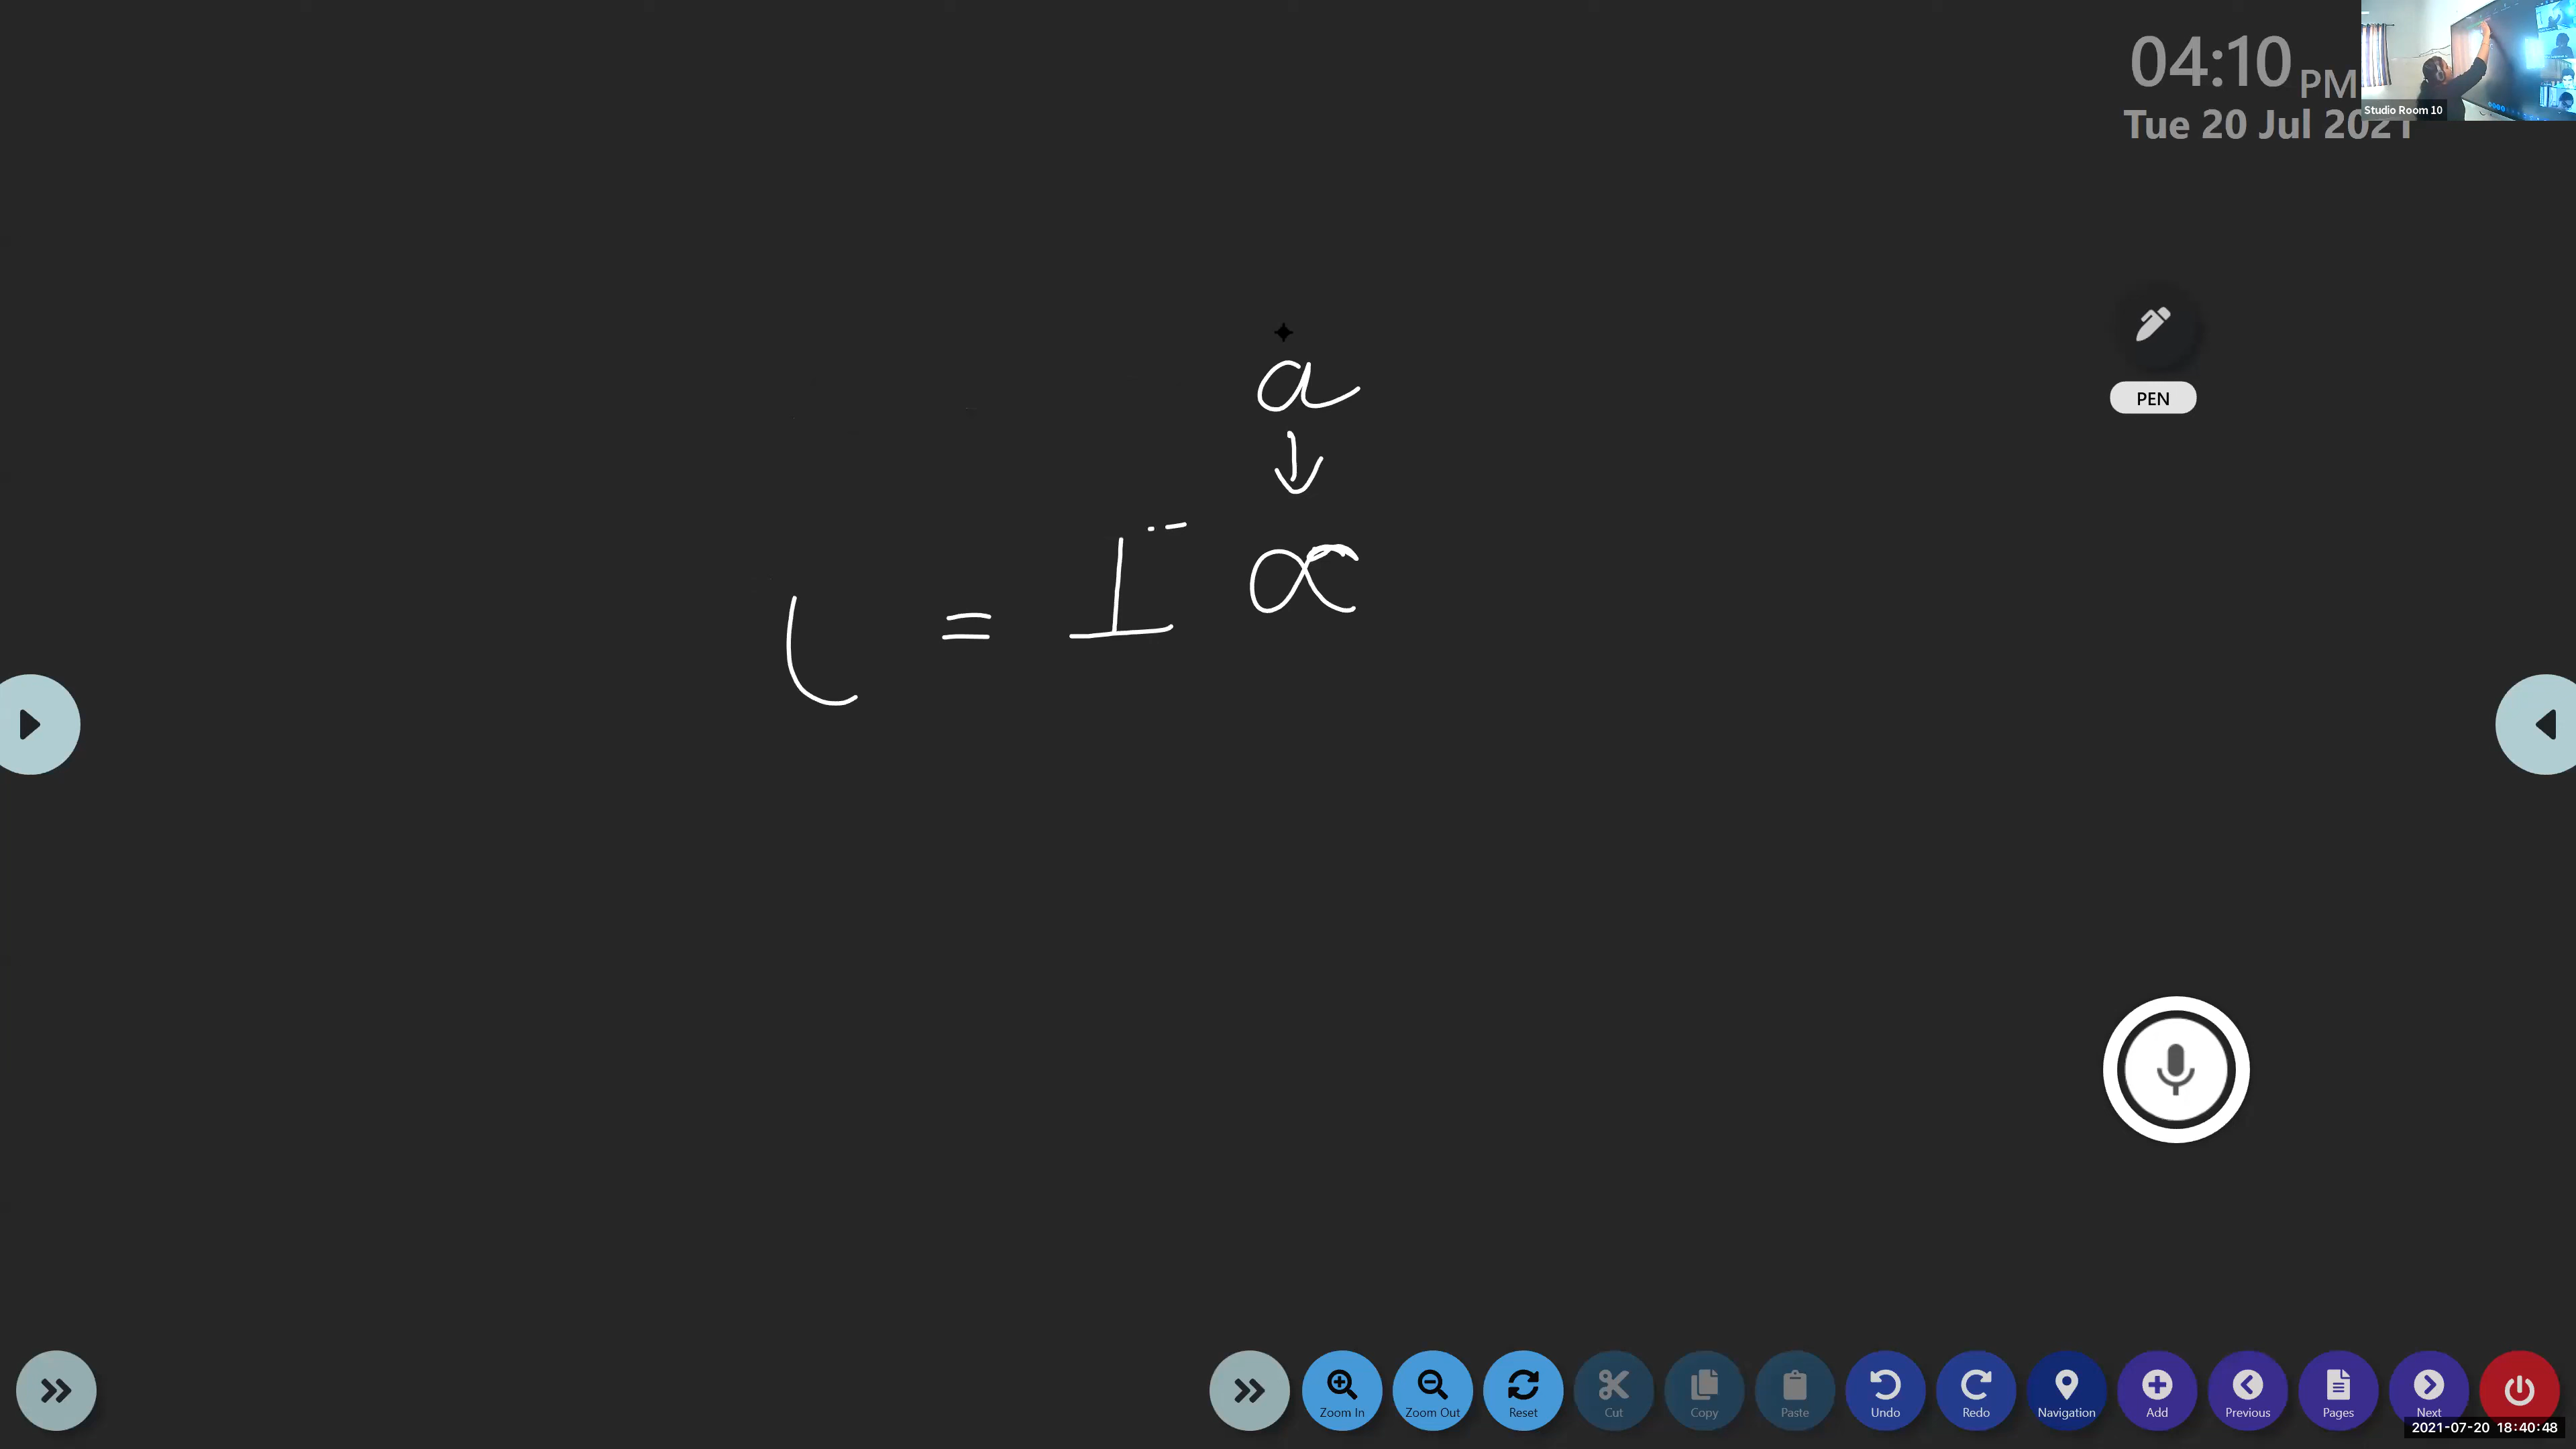 04:10 PM
Studio Room 10
Tue 20 Jul 2021
a
↓
= I α
PEN
Zoom In Zoom Out Reset Cut Copy Paste Undo Redo Navigation Add Previous Pages Next
2021-07-20 18:40:48